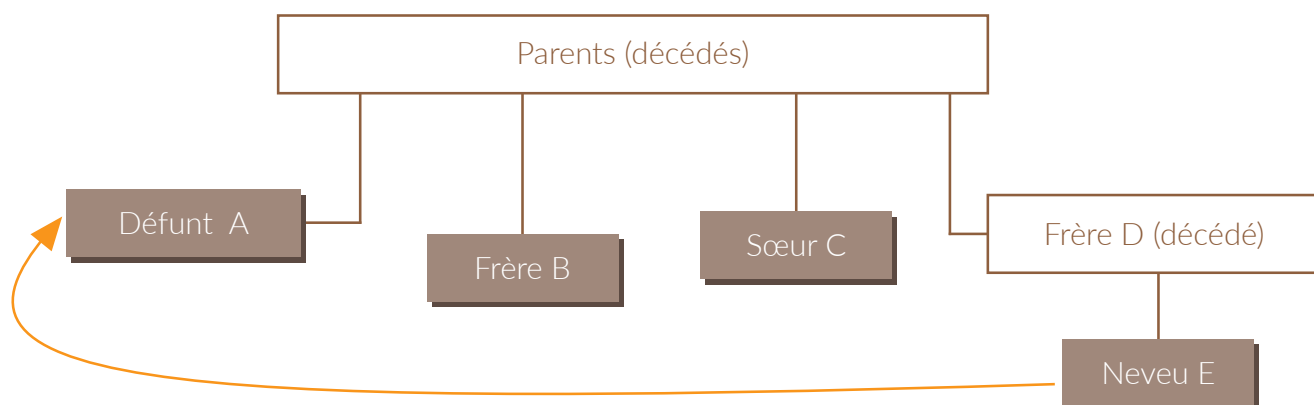 Parents (décédés)
Défunt A
Frère B
Sœur C
Frère D (décédé)
Neveu E